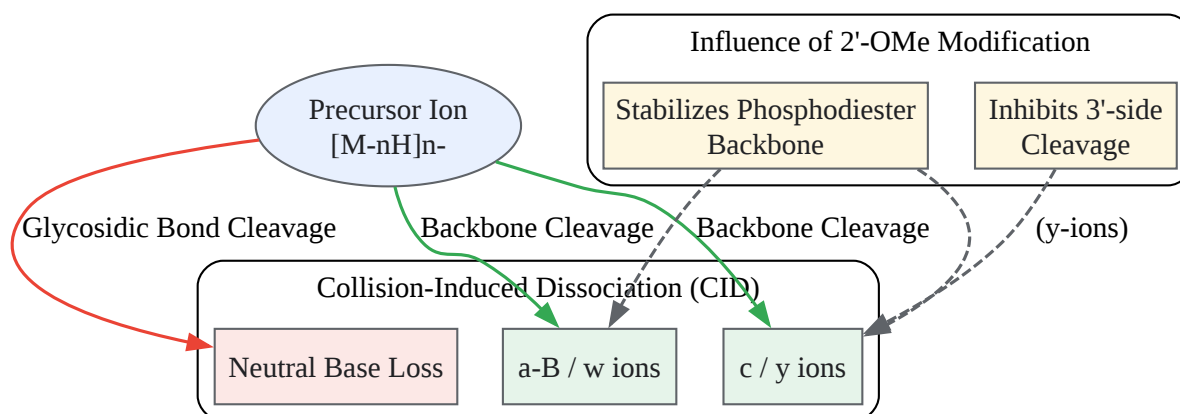 Influence of 2'-OMe Modification
Precursor Ion
[M-nH]n-
Stabilizes Phosphodiester
Backbone
Inhibits 3'-side
Cleavage
Glycosidic Bond Cleavage
Backbone Cleavage
Backbone Cleavage
(y-ions)
Collision-Induced Dissociation (CID)
Neutral Base Loss
a-B / w ions
c / y ions